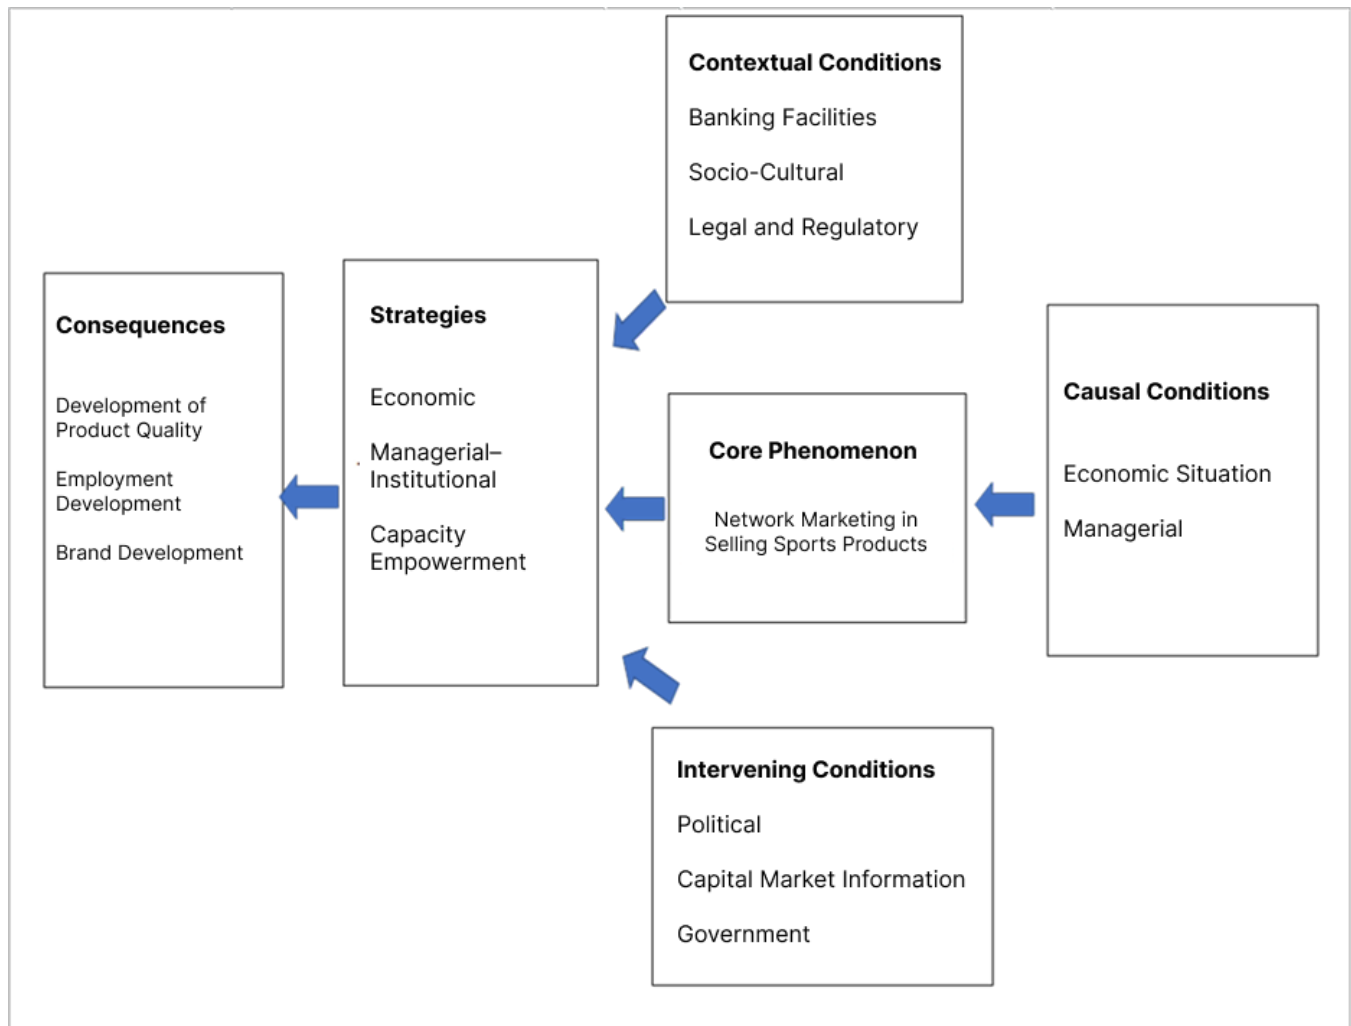 Contextual Conditions
Banking Facilities
Socio-Cultural
Legal and Regulatory
Consequences
Development of
Product Quality
Employment
Development
Brand Development
Strategies
Economic
Managerial–
Institutional
Capacity
Empowerment
Core Phenomenon
Network Marketing in
Selling Sports Products
Causal Conditions
Economic Situation
Managerial
Intervening Conditions
Political
Capital Market Information
Government